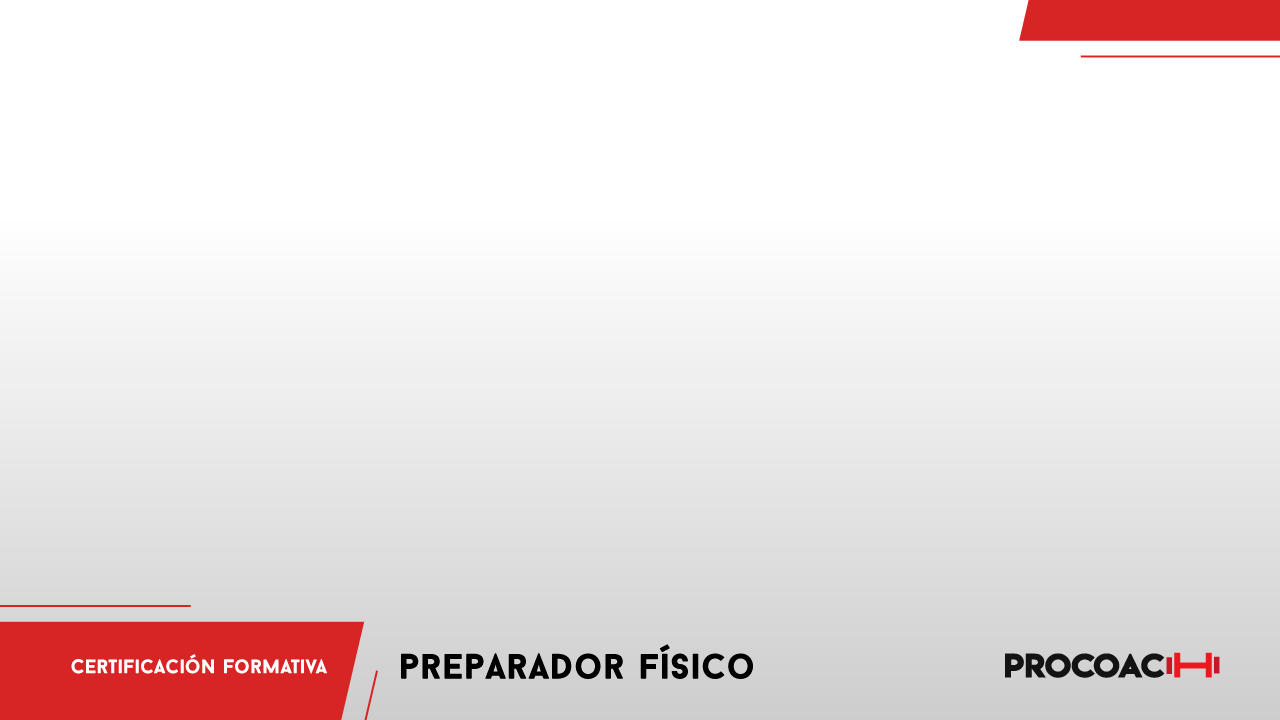 CERTIFICACIÓN FORMATIVA
PREPARADOR FÍSICO
PROCOACH